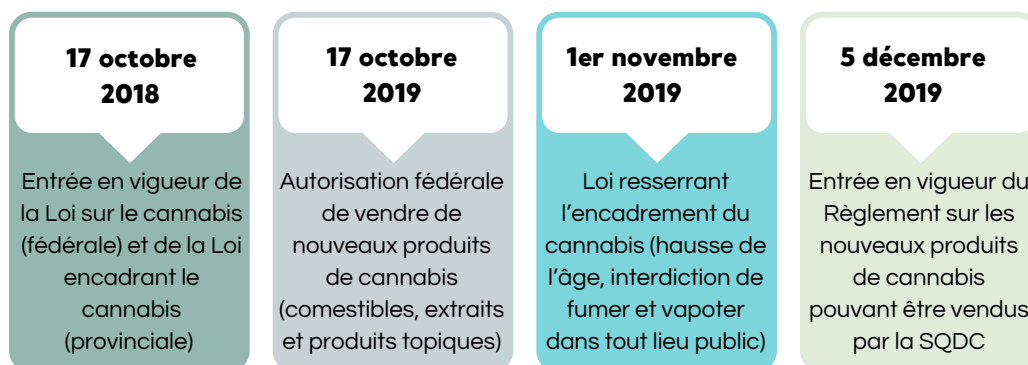 17 octobre
2018
Entrée en vigueur de
la Loi sur le cannabis
(fédérale) et de la Loi
encadrant le
cannabis
(provinciale)
17 octobre
2019
Autorisation fédérale
de vendre de
nouveaux produits
de cannabis
(comestibles, extraits
et produits topiques)
1er novembre
2019
Loi resserrant
l'encadrement du
cannabis (hausse de
l'âge, interdiction de
fumer et vapoter
dans tout lieu public)
5 décembre
2019
Entrée en vigueur du
Règlement sur les
nouveaux produits
de cannabis
pouvant être vendus
par la SQDC